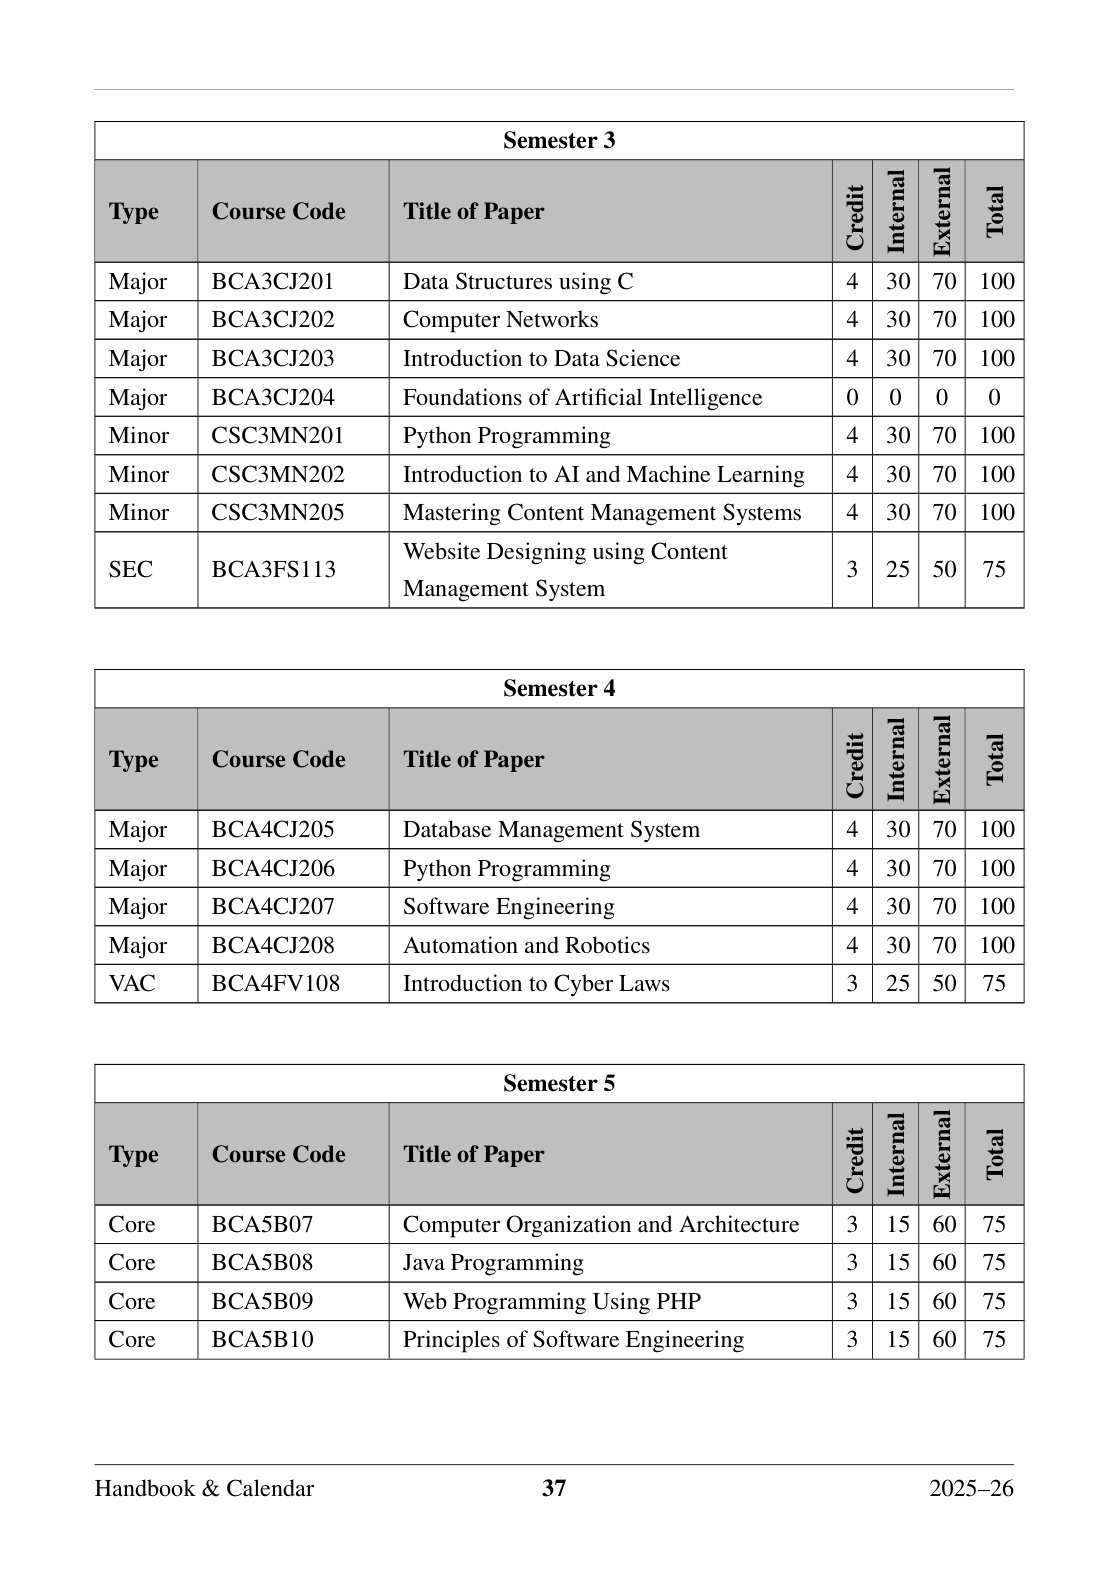 Semester 3
Type Course Code Title of Paper Credit Internal External Total
Major BCA3CJ201 Data Structures using C 4 30 70 100
Major BCA3CJ202 Computer Networks 4 30 70 100
Major BCA3CJ203 Introduction to Data Science 4 30 70 100
Major BCA3CJ204 Foundations of Artificial Intelligence 0 0 0 0
Minor CSC3MN201 Python Programming 4 30 70 100
Minor CSC3MN202 Introduction to AI and Machine Learning 4 30 70 100
Minor CSC3MN205 Mastering Content Management Systems 4 30 70 100
SEC BCA3FS113 Website Designing using Content
Management System 3 25 50 75
Semester 4
Type Course Code Title of Paper Credit Internal External Total
Major BCA4CJ205 Database Management System 4 30 70 100
Major BCA4CJ206 Python Programming 4 30 70 100
Major BCA4CJ207 Software Engineering 4 30 70 100
Major BCA4CJ208 Automation and Robotics 4 30 70 100
VAC BCA4FV108 Introduction to Cyber Laws 3 25 50 75
Semester 5
Type Course Code Title of Paper Credit Internal External Total
Core BCA5B07 Computer Organization and Architecture 3 15 60 75
Core BCA5B08 Java Programming 3 15 60 75
Core BCA5B09 Web Programming Using PHP 3 15 60 75
Core BCA5B10 Principles of Software Engineering 3 15 60 75
Handbook & Calendar 37 2025–26